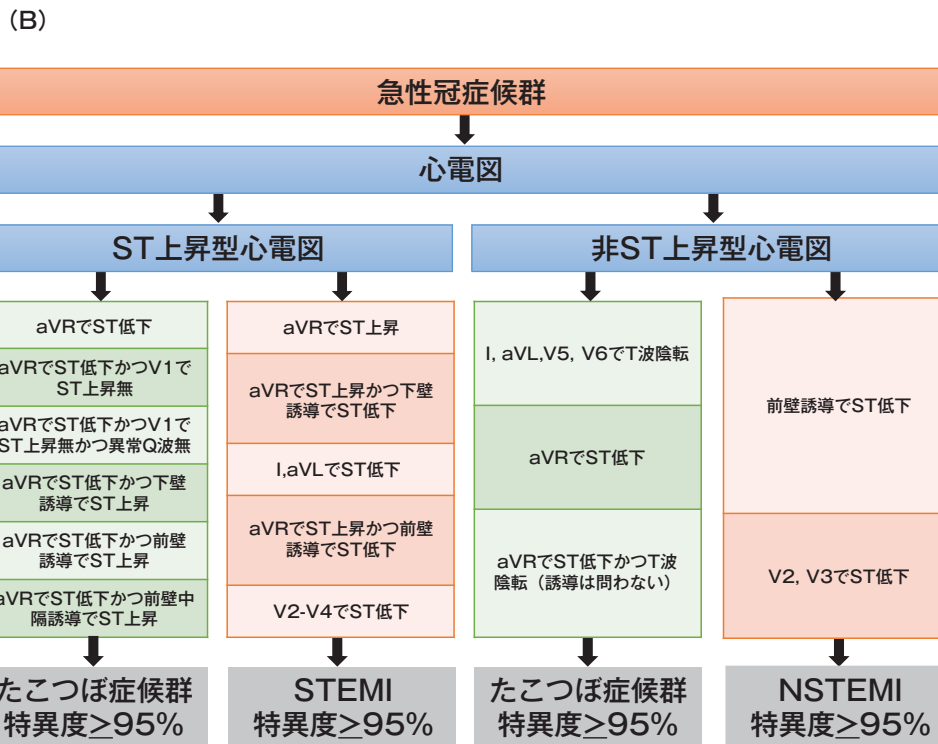 (B)
急性冠症候群
心電図
ST上昇型心電図
非ST上昇型心電図
aVRでST低下
aVRでST低下かつV1で
ST上昇無
aVRでST低下かつV1で
ST上昇無かつ異常Q波無
aVRでST低下かつ下壁
誘導でST上昇
aVRでST低下かつ前壁
誘導でST上昇
aVRでST低下かつ前壁中
隔誘導でST上昇
たこつぼ症候群
特異度≥95%
aVRでST上昇
aVRでST上昇かつ下壁
誘導でST低下
I,aVLでST低下
aVRでST上昇かつ前壁
誘導でST低下
V2-V4でST低下
STEMI
特異度≥95%
I, aVL,V5, V6でT波陰転
aVRでST低下
aVRでST低下かつT波
陰転（誘導は問わない）
たこつぼ症候群
特異度≥95%
前壁誘導でST低下
V2, V3でST低下
NSTEMI
特異度≥95%